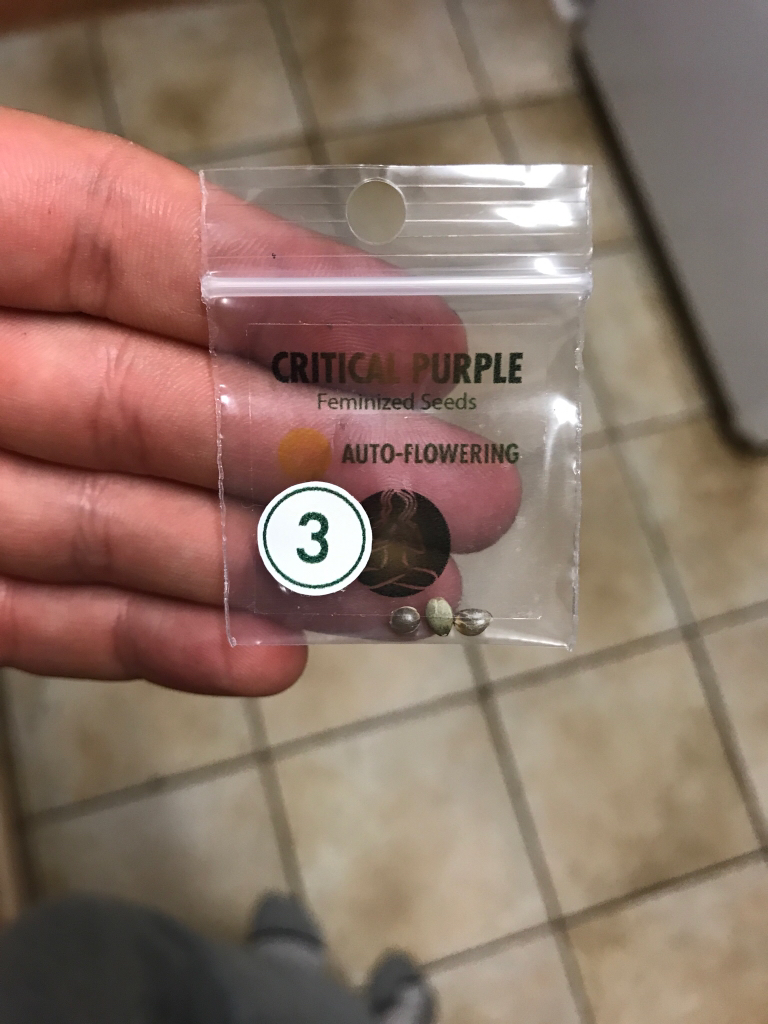 CRITICAL PURPLE
Feminized Seeds
AUTO-FLOWERING
3